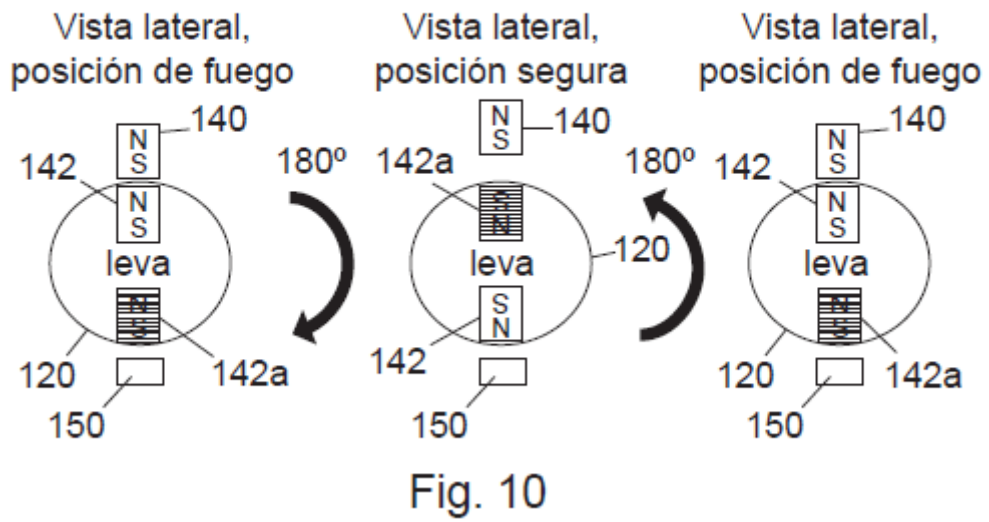 Vista lateral,
posición de fuego
N
S
140
142
N
S
leva
N
S
120
142a
150
180º
Vista lateral,
posición segura
N
S
140
142a
S
N
leva
120
S
N
142
150
180º
Vista lateral,
posición de fuego
N
S
140
142
N
S
leva
N
S
120
142a
150
Fig. 10